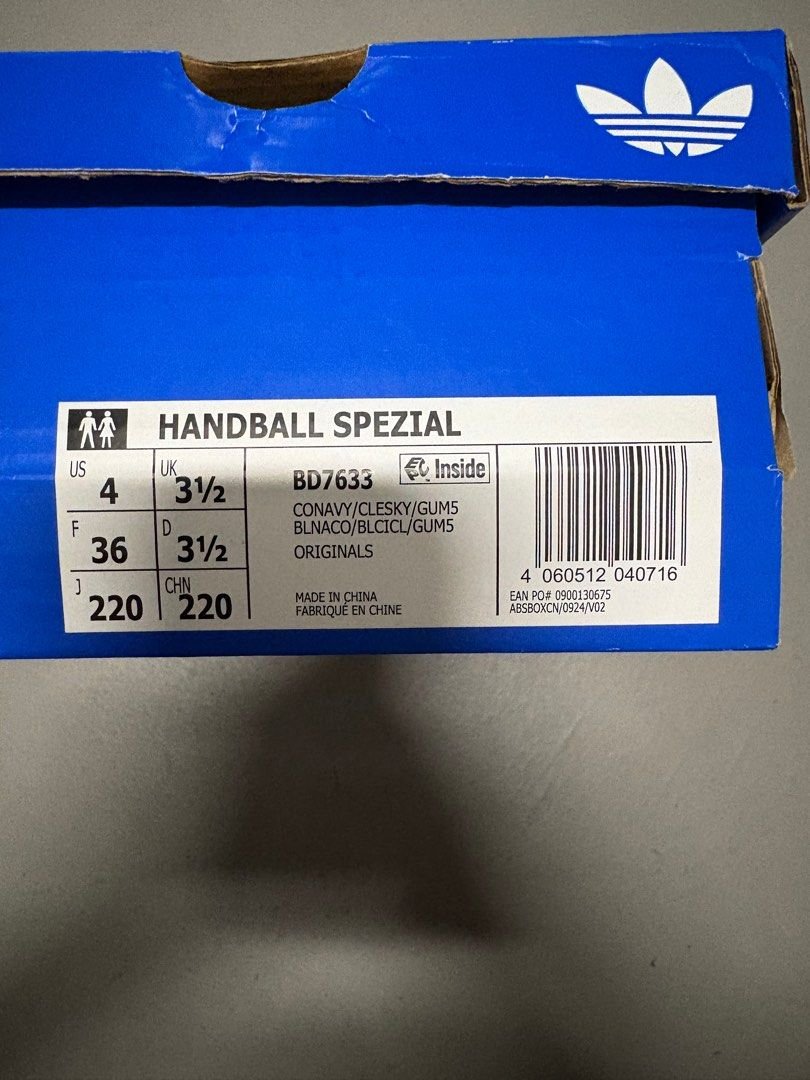 HANDBALL SPEZIAL
US 4
UK 3½
F 36
D 3½
J 220
CHN 220
BD7633
Inside
CONAVY/CLESKY/GUM5
BLNACO/BLCICL/GUM5
ORIGINALS
MADE IN CHINA
FABRIQUÉ EN CHINE
4 060512 040716
EAN PO# 0900130675
ABSBOXCN/0924/V02